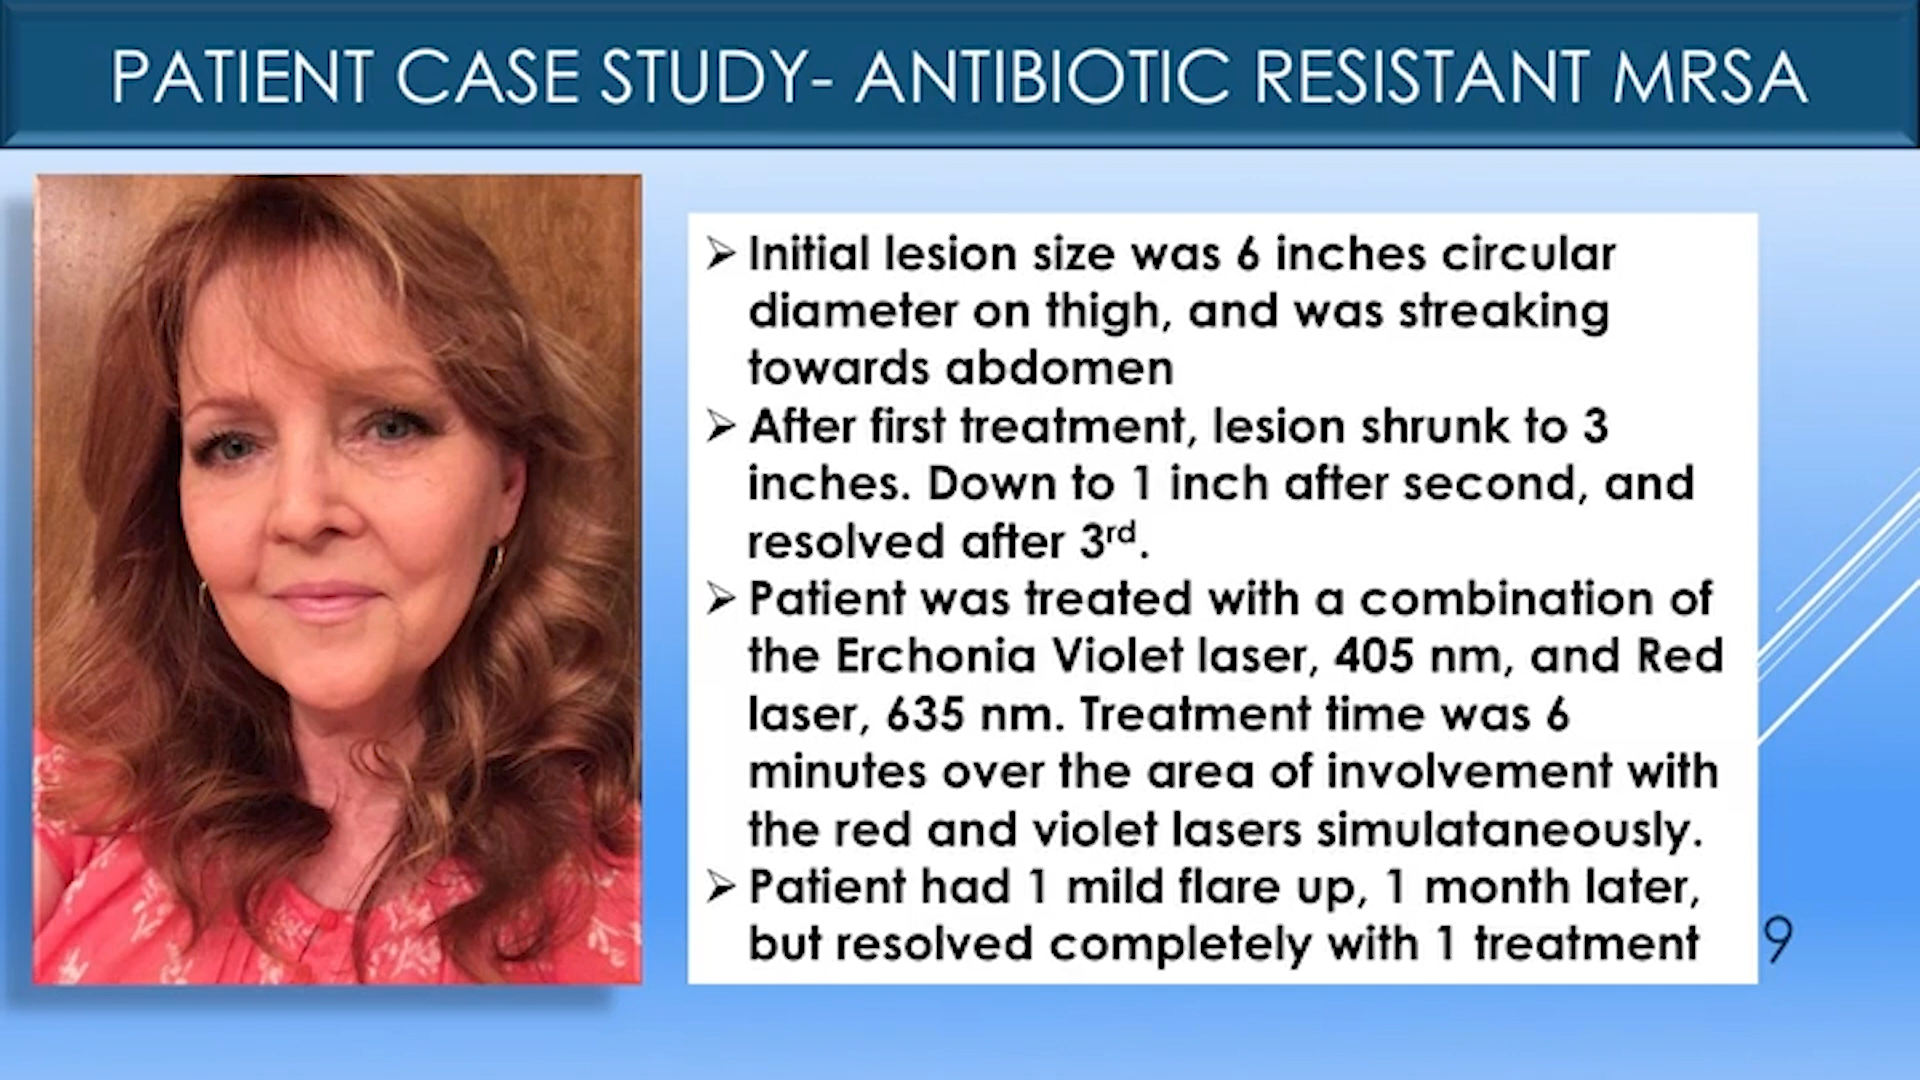 PATIENT CASE STUDY- ANTIBIOTIC RESISTANT MRSA
➢ Initial lesion size was 6 inches circular
diameter on thigh, and was streaking
towards abdomen
➢ After first treatment, lesion shrunk to 3
inches. Down to 1 inch after second, and
resolved after 3rd.
➢ Patient was treated with a combination of
the Erchonia Violet laser, 405 nm, and Red
laser, 635 nm. Treatment time was 6
minutes over the area of involvement with
the red and violet lasers simulataneously.
➢ Patient had 1 mild flare up, 1 month later,
but resolved completely with 1 treatment
9